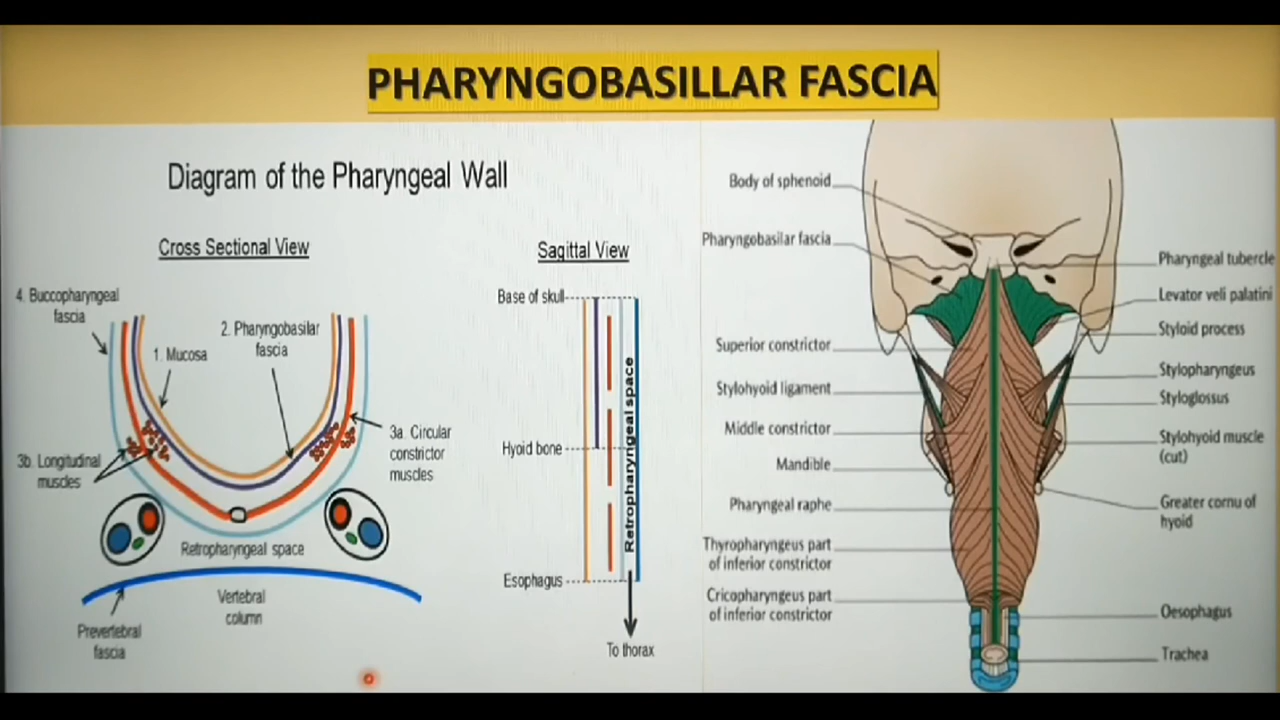 PHARYNGOBASILLAR FASCIA
Diagram of the Pharyngeal Wall
Cross Sectional View
4. Buccopharyngeal
fascia
1. Mucosa
2. Pharyngobasilar
fascia
3b. Longitudinal
muscles
3a. Circular
constrictor
muscles
Retropharyngeal space
Vertebral
column
Prevertebral
fascia
Sagittal View
Base of skull
Hyoid bone
Esophagus
Retropharyngeal space
To thorax
Body of sphenoid
Pharyngobasilar fascia
Superior constrictor
Stylohyoid ligament
Middle constrictor
Mandible
Pharyngeal raphe
Thyropharyngeus part
of inferior constrictor
Cricopharyngeus part
of inferior constrictor
Pharyngeal tubercle
Levator veli palatini
Styloid process
Stylopharyngeus
Styloglossus
Stylohyoid muscle
(cut)
Greater cornu of
hyoid
Oesophagus
Trachea